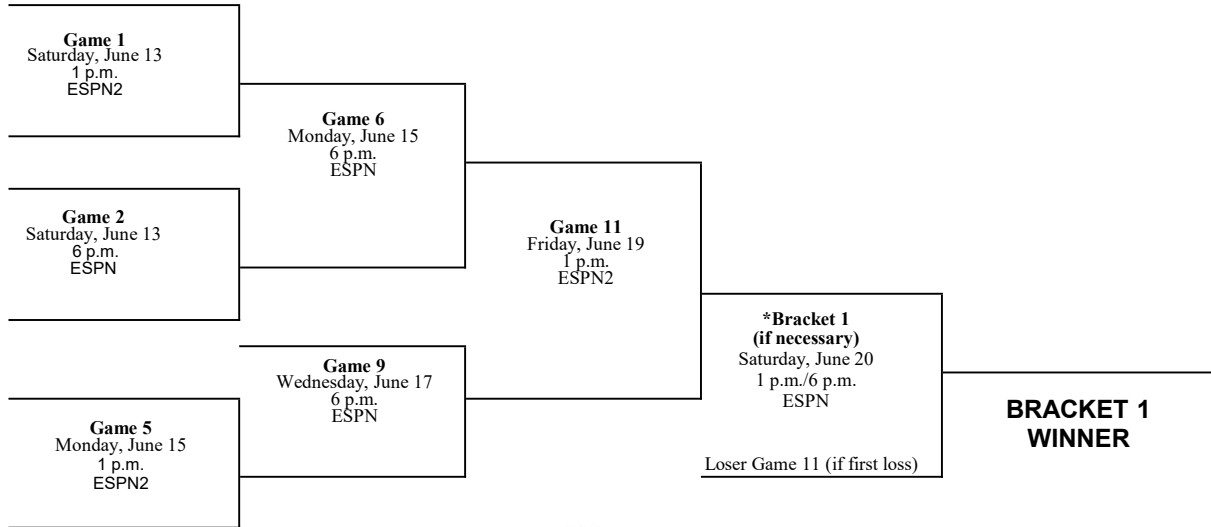 Game 1
Saturday, June 13
1 p.m.
ESPN2
Game 6
Monday, June 15
6 p.m.
ESPN
Game 2
Saturday, June 13
6 p.m.
ESPN
Game 11
Friday, June 19
1 p.m.
ESPN2
*Bracket 1
(if necessary)
Saturday, June 20
1 p.m./6 p.m.
ESPN
Game 9
Wednesday, June 17
6 p.m.
ESPN
BRACKET 1
WINNER
Game 5
Monday, June 15
1 p.m.
ESPN2
Loser Game 11 (if first loss)